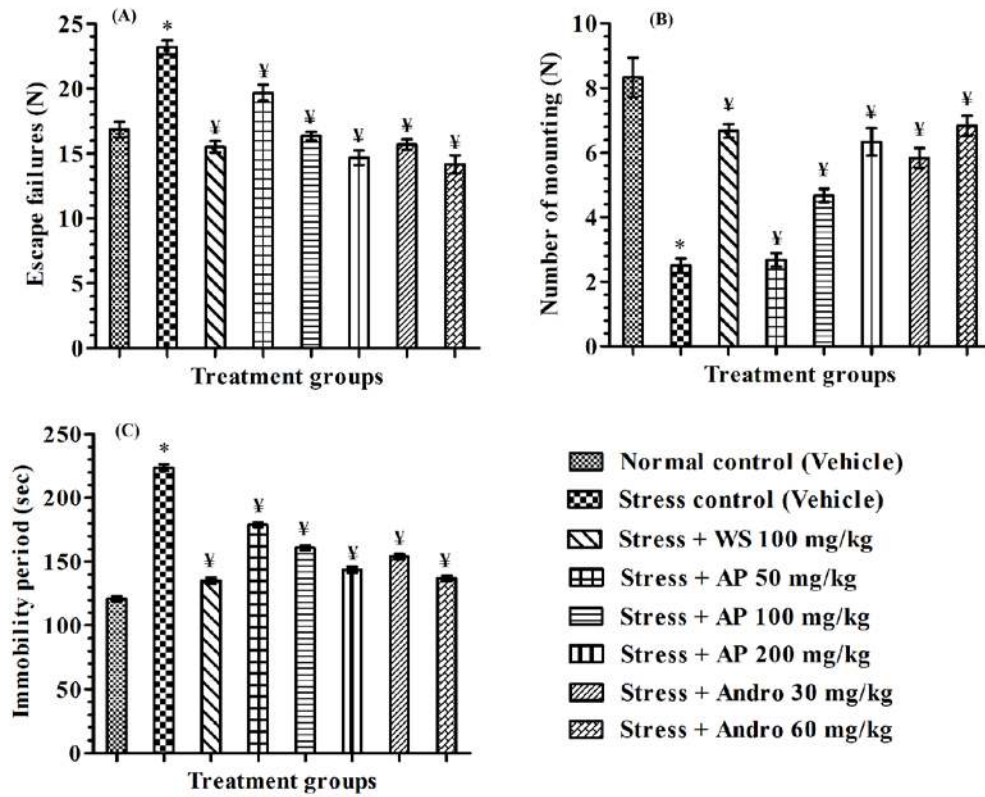 (A)
Escape failures (N)
25
20
15
10
5
0
*
¥
¥
¥
¥
¥
¥
Treatment groups
(B)
Number of mounting (N)
10
8
6
4
2
0
*
¥
¥
¥
¥
¥
¥
Treatment groups
(C)
Immobility period (sec)
250
200
150
100
50
0
*
¥
¥
¥
¥
¥
¥
Treatment groups
Normal control (Vehicle)
Stress control (Vehicle)
Stress + WS 100 mg/kg
Stress + AP 50 mg/kg
Stress + AP 100 mg/kg
Stress + AP 200 mg/kg
Stress + Andro 30 mg/kg
Stress + Andro 60 mg/kg